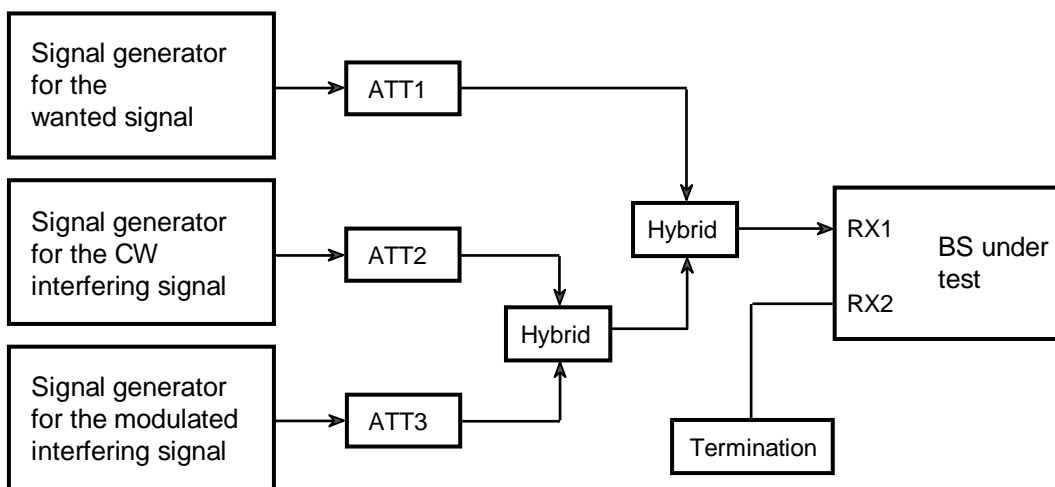 Signal generator
for the
wanted signal
ATT1
Signal generator
for the CW
interfering signal
ATT2
Hybrid
RX1
BS under
test
RX2
Hybrid
Signal generator
for the modulated
interfering signal
ATT3
Termination